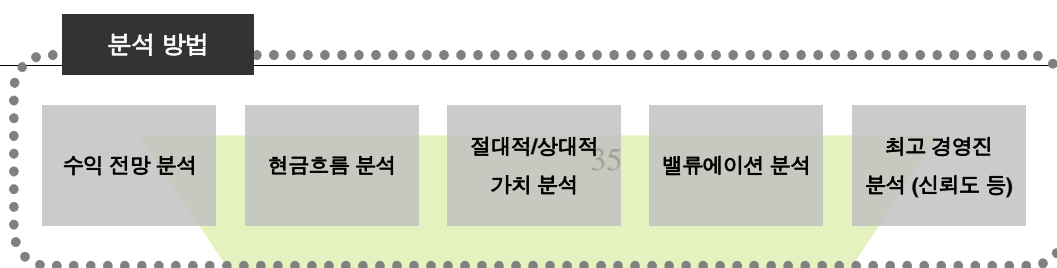 분석 방법
수익 전망 분석
현금흐름 분석
절대적/상대적
가치 분석
35
밸류에이션 분석
최고 경영진
분석 (신뢰도 등)